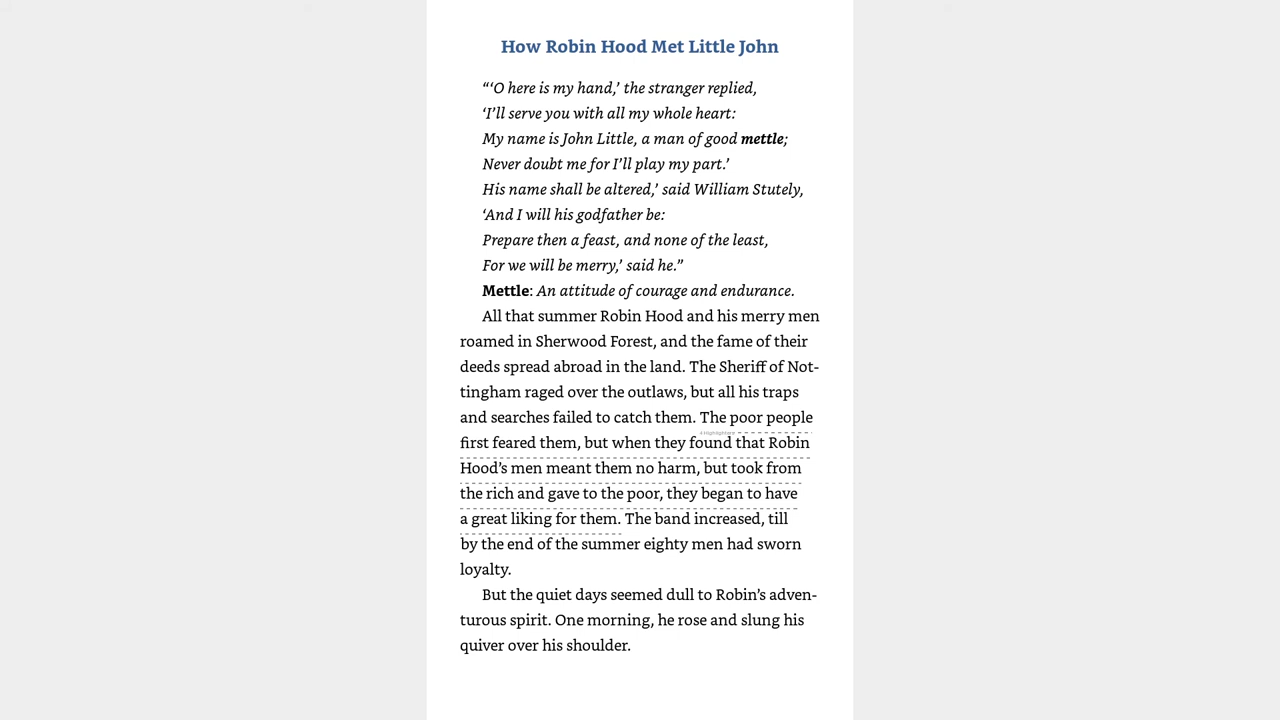 How Robin Hood Met Little John
“‘O here is my hand,’ the stranger replied,
‘I’ll serve you with all my whole heart:
My name is John Little, a man of good mettle;
Never doubt me for I’ll play my part.’
His name shall be altered,’ said William Stutely,
‘And I will his godfather be:
Prepare then a feast, and none of the least,
For we will be merry,’ said he.”
Mettle: An attitude of courage and endurance.
All that summer Robin Hood and his merry men
roamed in Sherwood Forest, and the fame of their
deeds spread abroad in the land. The Sheriff of Not-
tingham raged over the outlaws, but all his traps
and searches failed to catch them. The poor people
first feared them, but when they found that Robin
Hood’s men meant them no harm, but took from
the rich and gave to the poor, they began to have
a great liking for them. The band increased, till
by the end of the summer eighty men had sworn
loyalty.
But the quiet days seemed dull to Robin’s adven-
turous spirit. One morning, he rose and slung his
quiver over his shoulder.